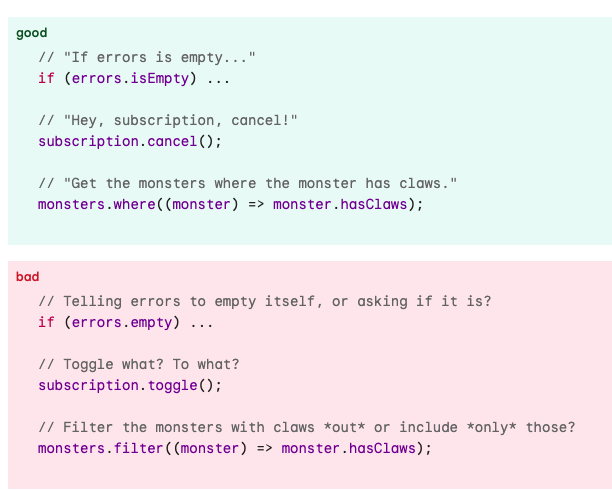 good
// "If errors is empty..."
if (errors.isEmpty) ...
// "Hey, subscription, cancel!"
subscription.cancel();
// "Get the monsters where the monster has claws."
monsters.where((monster) => monster.hasClaws);
bad
// Telling errors to empty itself, or asking if it is?
if (errors.empty) ...
// Toggle what? To what?
subscription.toggle();
// Filter the monsters with claws *out* or include *only* those?
monsters.filter((monster) => monster.hasClaws);